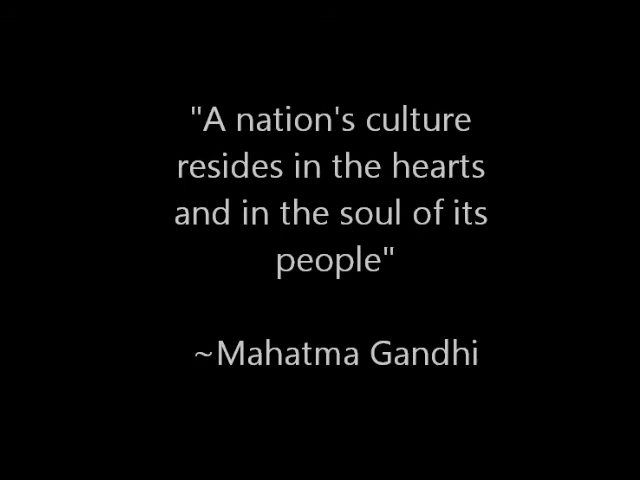 "A nation's culture
resides in the hearts
and in the soul of its
people"
~Mahatma Gandhi